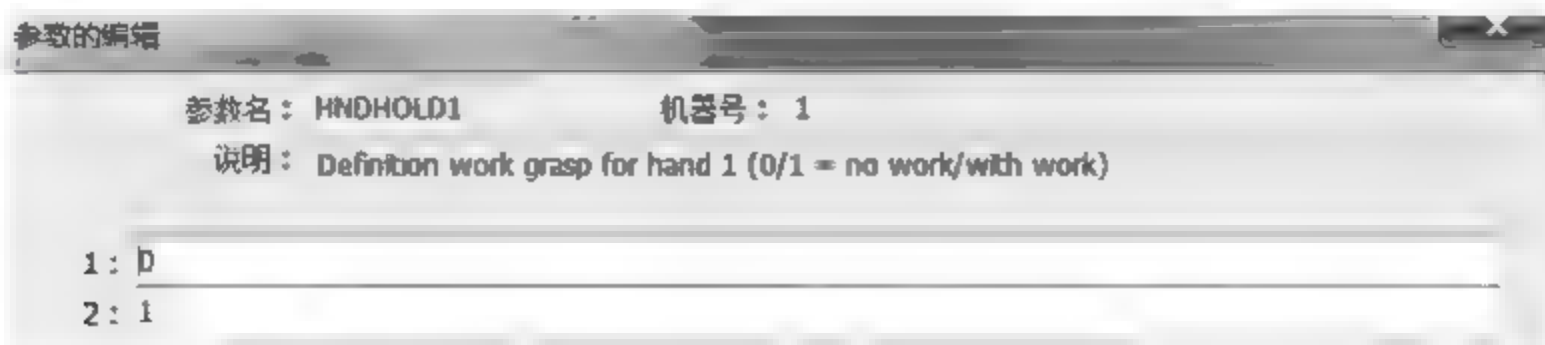 参数的编辑
参数名： HNDHOLD1 机器号： 1
说明： Definition work grasp for hand 1 (0/1 = no work/with work)
1： 0
2： 1